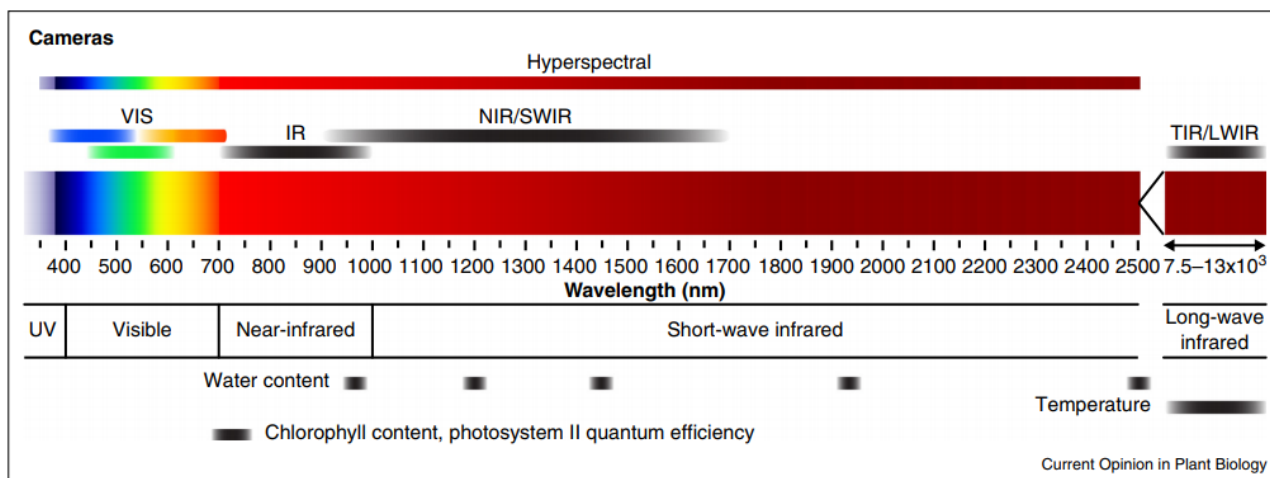 Cameras
Hyperspectral
VIS
IR
NIR/SWIR
TIR/LWIR
400 500 600 700 800 900 1000 1100 1200 1300 1400 1500 1600 1700 1800 1900 2000 2100 2200 2300 2400 2500 7.5–13x10³
Wavelength (nm)
UV Visible Near-infrared Short-wave infrared Long-wave
infrared
Water content
Temperature
Chlorophyll content, photosystem II quantum efficiency
Current Opinion in Plant Biology